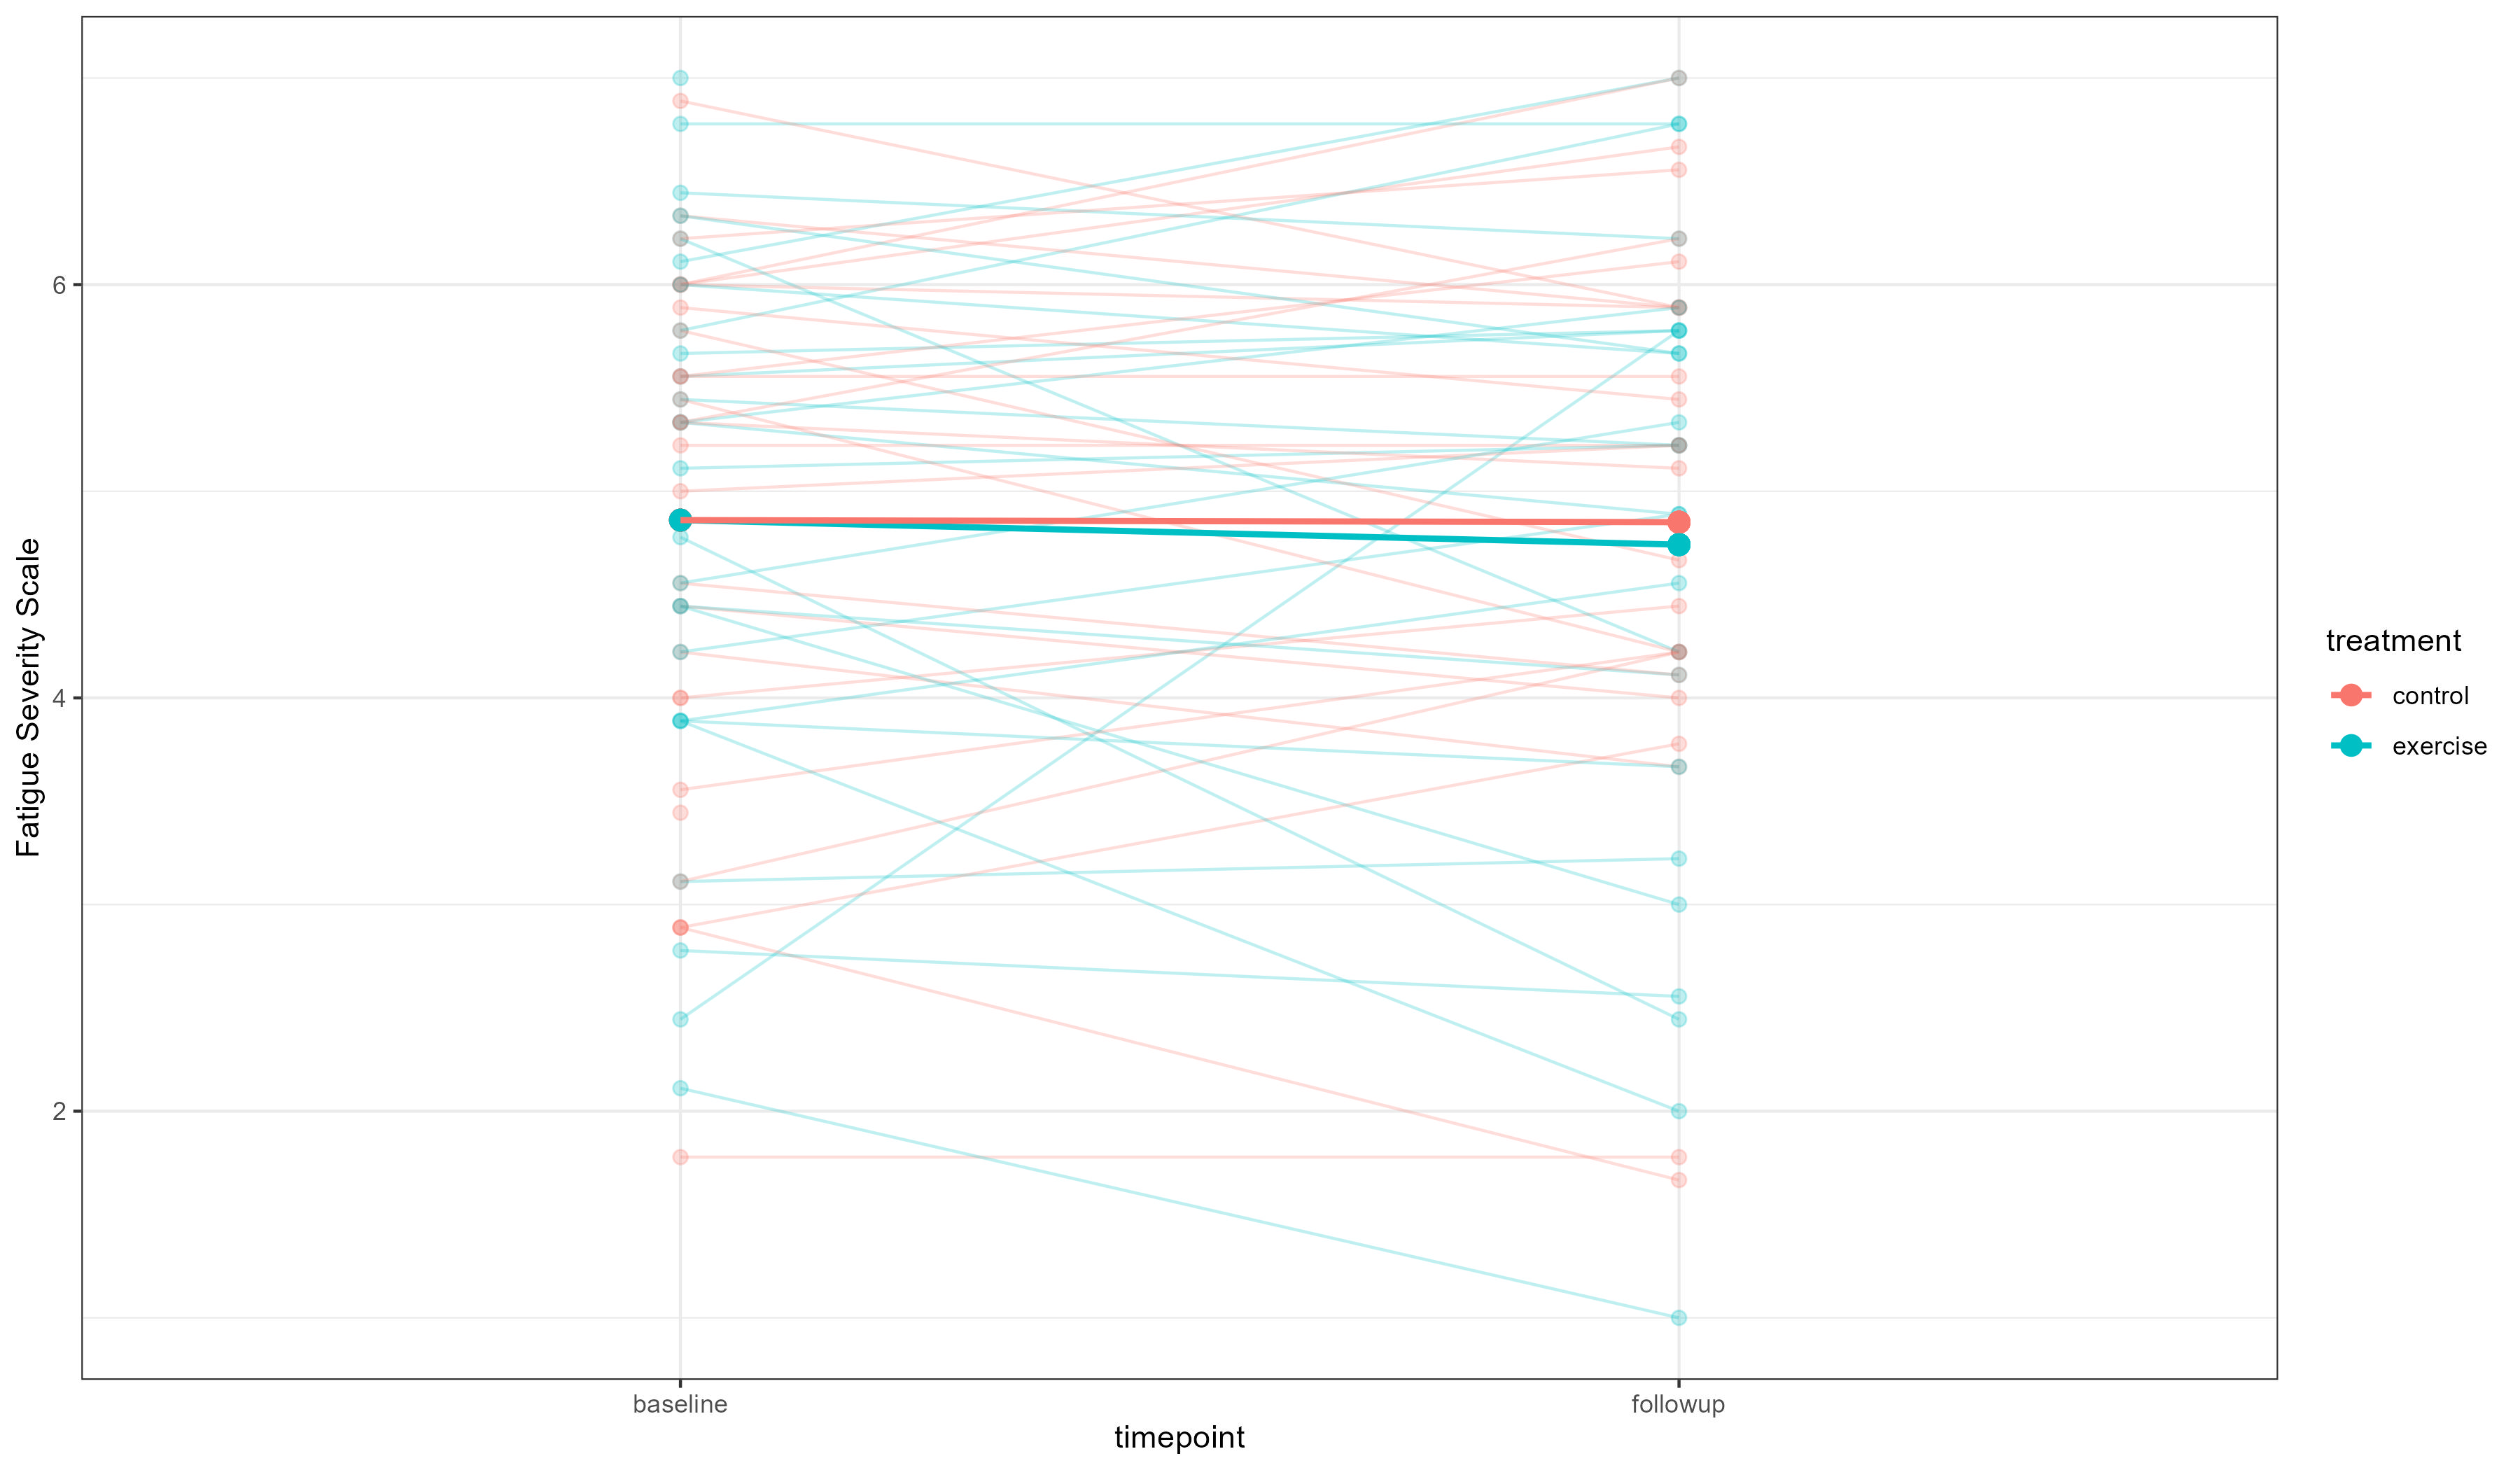 Fatigue Severity Scale
6
4
2
baseline
followup
timepoint
treatment
control
exercise